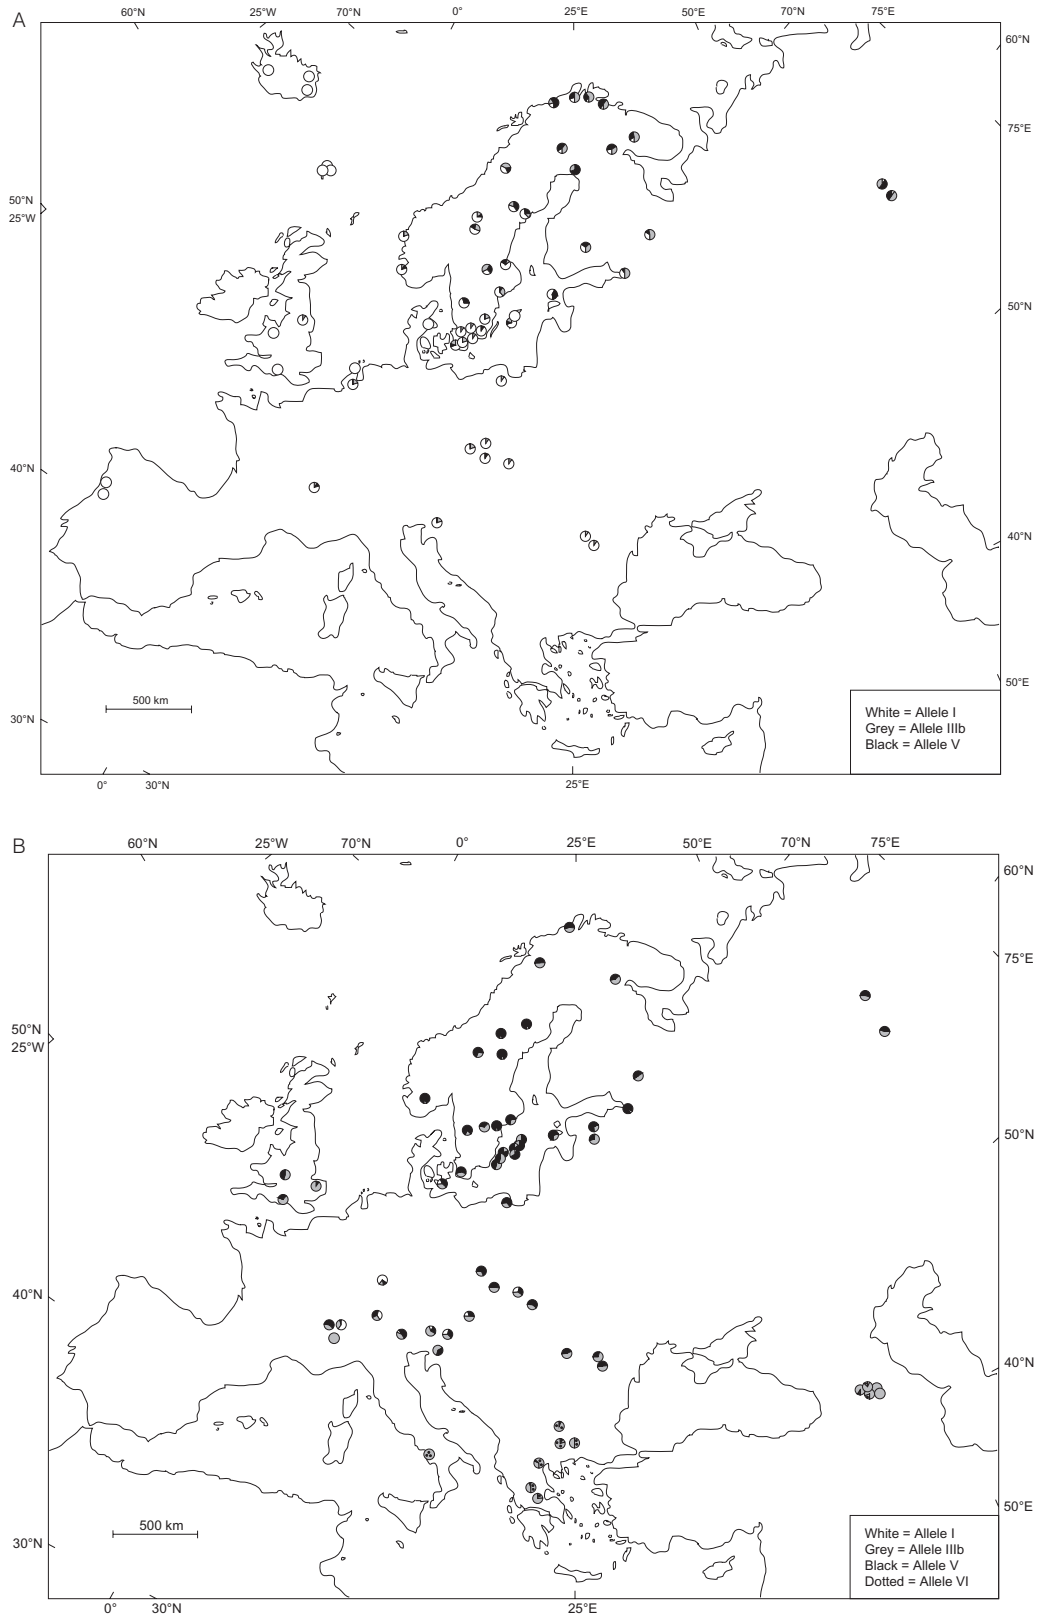 A
60°N 25°W 70°N 0° 25°E 50°N 70°N 75°E
60°N
75°E
50°N
25°W
50°N
40°N
40°N
50°E
500 km
30°N
White = Allele I
Grey = Allele IIIb
Black = Allele V
0° 30°N 25°E
B
60°N 25°W 70°N 0° 25°E 50°N 70°N 75°E
60°N
75°E
50°N
25°W
50°N
40°N
40°N
50°E
500 km
30°N
White = Allele I
Grey = Allele IIIb
Black = Allele V
Dotted = Allele VI
0° 30°N 25°E